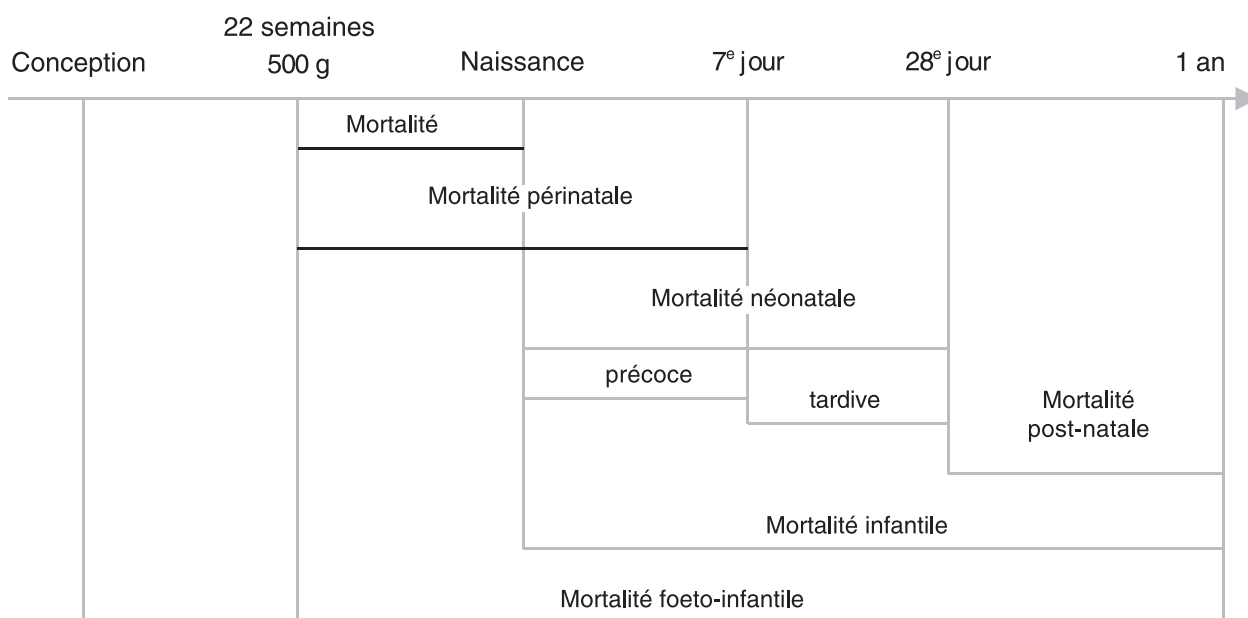 22 semaines
Conception 500 g Naissance 7e jour 28e jour 1 an
Mortalité
Mortalité périnatale
Mortalité néonatale
précoce
tardive
Mortalité
post-natale
Mortalité infantile
Mortalité foeto-infantile